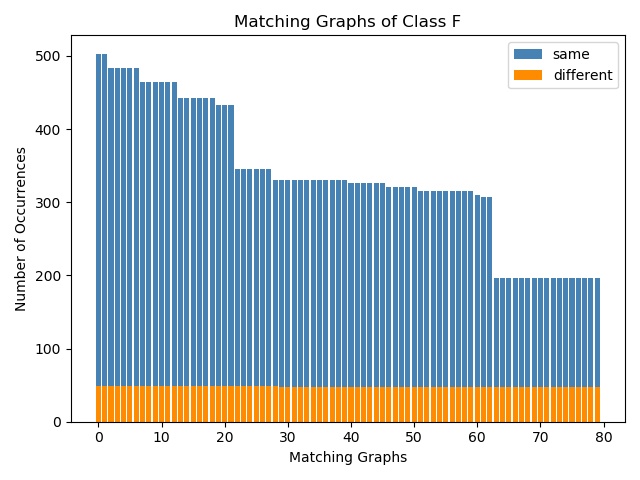 Matching Graphs of Class F
same
different
Number of Occurrences
500
400
300
200
100
0
0 10 20 30 40 50 60 70 80
Matching Graphs